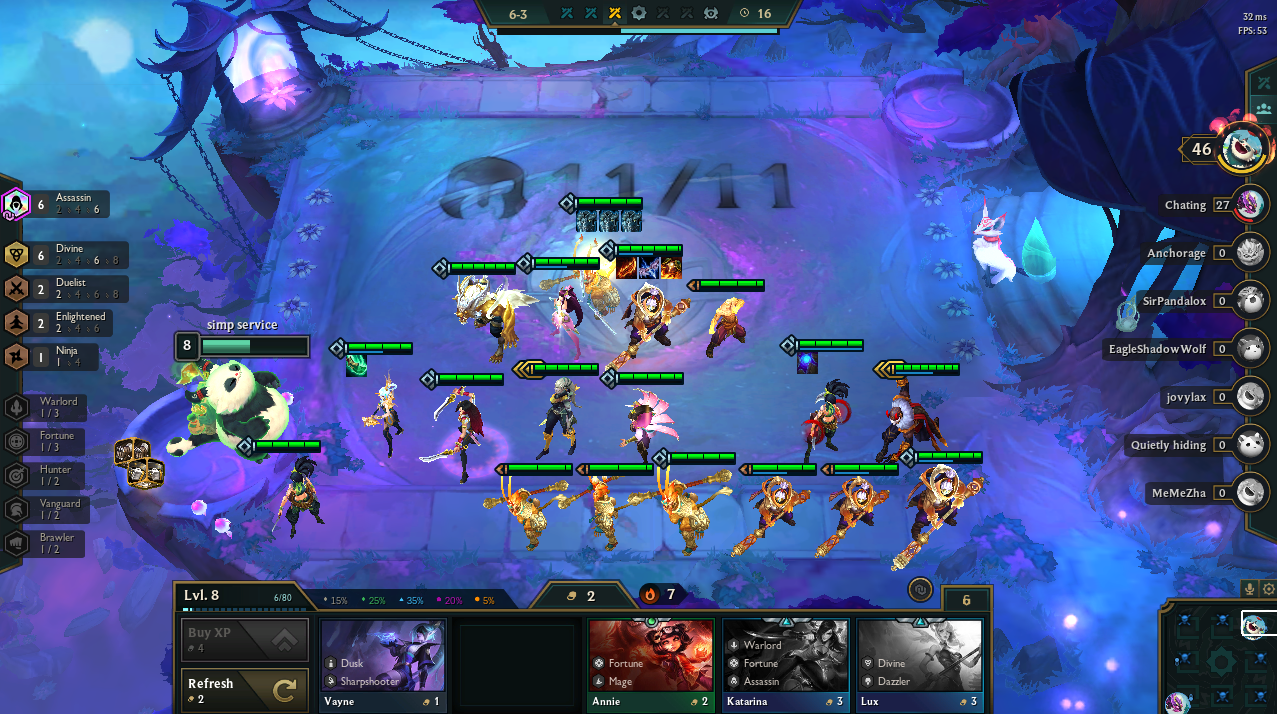 6-3
16
32 ms
FPS: 53
11/11
46
Chating 27
Anchorage 0
SirPandalox 0
EagleShadowWolf 0
jovylax 0
Quietly hiding 0
MeMeZha 0
6 Assassin
2 4 6
6 Divine
2 4 6 8
2 Duelist
2 4 6 8
2 Enlightened
2 4 6
1 Ninja
1 4
Warlord
1 / 3
Fortune
1 / 3
Hunter
1 / 2
Vanguard
1 / 2
Brawler
1 / 2
simp service
8
Lvl. 8 6/80
15% 25% 35% 20% 5%
2
7
6
Buy XP
4
Refresh
2
Dusk
Sharpshooter
Vayne 1
Fortune
Mage
Annie 2
Warlord
Fortune
Assassin
Katarina 3
Divine
Dazzler
Lux 3